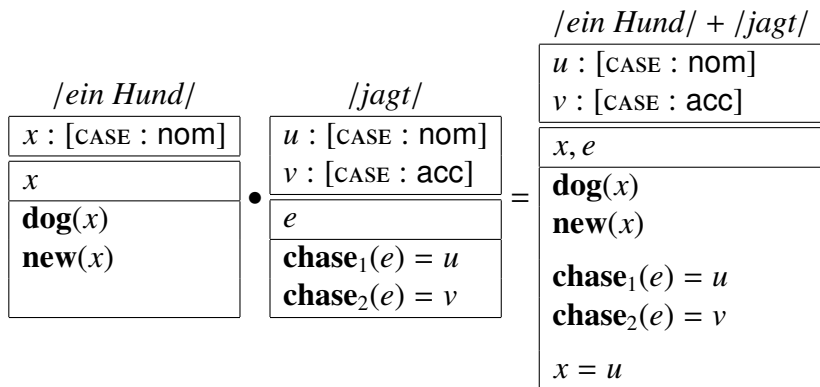 /ein Hund/
x : [CASE : nom]
x
dog(x)
new(x)
•
/jagt/
u : [CASE : nom]
v : [CASE : acc]
e
chase₁(e) = u
chase₂(e) = v
=
/ein Hund/ + /jagt/
u : [CASE : nom]
v : [CASE : acc]
x, e
dog(x)
new(x)
chase₁(e) = u
chase₂(e) = v
x = u